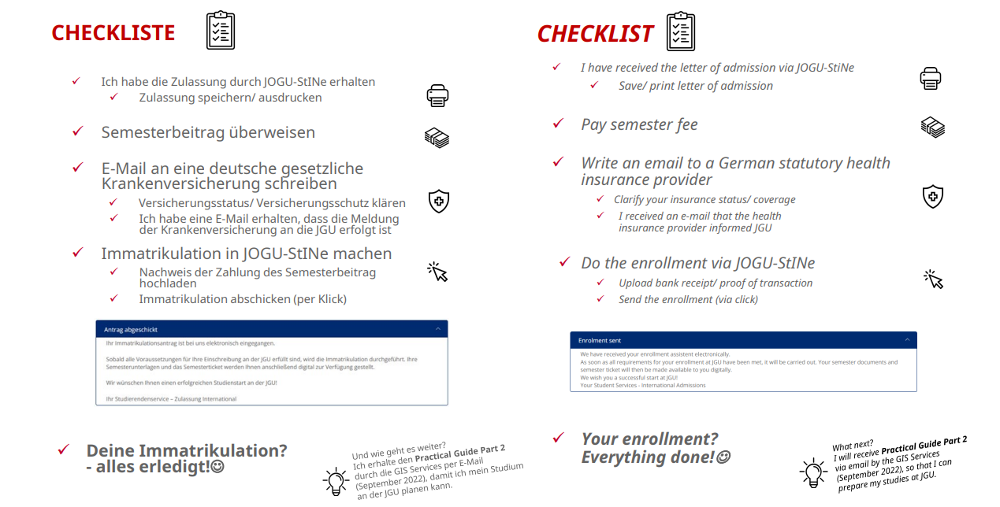 CHECKLISTE
Ich habe die Zulassung durch JOGU-StINe erhalten
Zulassung speichern/ ausdrucken
Semesterbeitrag überweisen
E-Mail an eine deutsche gesetzliche
Krankenversicherung schreiben
Versicherungsstatus/ Versicherungsschutz klären
Ich habe eine E-Mail erhalten, dass die Meldung
der Krankenversicherung an die JGU erfolgt ist
Immatrikulation in JOGU-StINe machen
Nachweis der Zahlung des Semesterbeitrag
hochladen
Immatrikulation abschicken (per Klick)
Antrag abgeschickt
Ihr Immatrikulationsantrag ist bei uns elektronisch eingegangen.
Sobald alle Voraussetzungen für Ihre Einschreibung an der JGU erfüllt sind, wird die Immatrikulation durchgeführt. Ihre
Semesterunterlagen und das Semesterticket werden Ihnen anschließend digital zur Verfügung gestellt.
Wir wünschen Ihnen einen erfolgreichen Studienstart an der JGU!
Ihr Studierendenservice – Zulassung International
Deine Immatrikulation?
- alles erledigt!☺
Und wie geht es weiter?
Ich erhalte den Practical Guide Part 2
durch die GIS Services per E-Mail
(September 2022), damit ich mein Studium
an der JGU planen kann.
CHECKLIST
I have received the letter of admission via JOGU-StiNe
Save/ print letter of admission
Pay semester fee
Write an email to a German statutory health
insurance provider
Clarify your insurance status/ coverage
I received an e-mail that the health
insurance provider informed JGU
Do the enrollment via JOGU-StINe
Upload bank receipt/ proof of transaction
Send the enrollment (via click)
Enrolment sent
We have received your enrollment assistent electronically.
As soon as all requirements for your enrollment at JGU have been met, it will be carried out. Your semester documents and
semester ticket will then be made available to you digitally.
We wish you a successful start at JGU!
Your Student Services - International Admissions
Your enrollment?
Everything done!☺
What next?
I will receive Practical Guide Part 2
via email by the GIS Services
(September 2022), so that I can
prepare my studies at JGU.